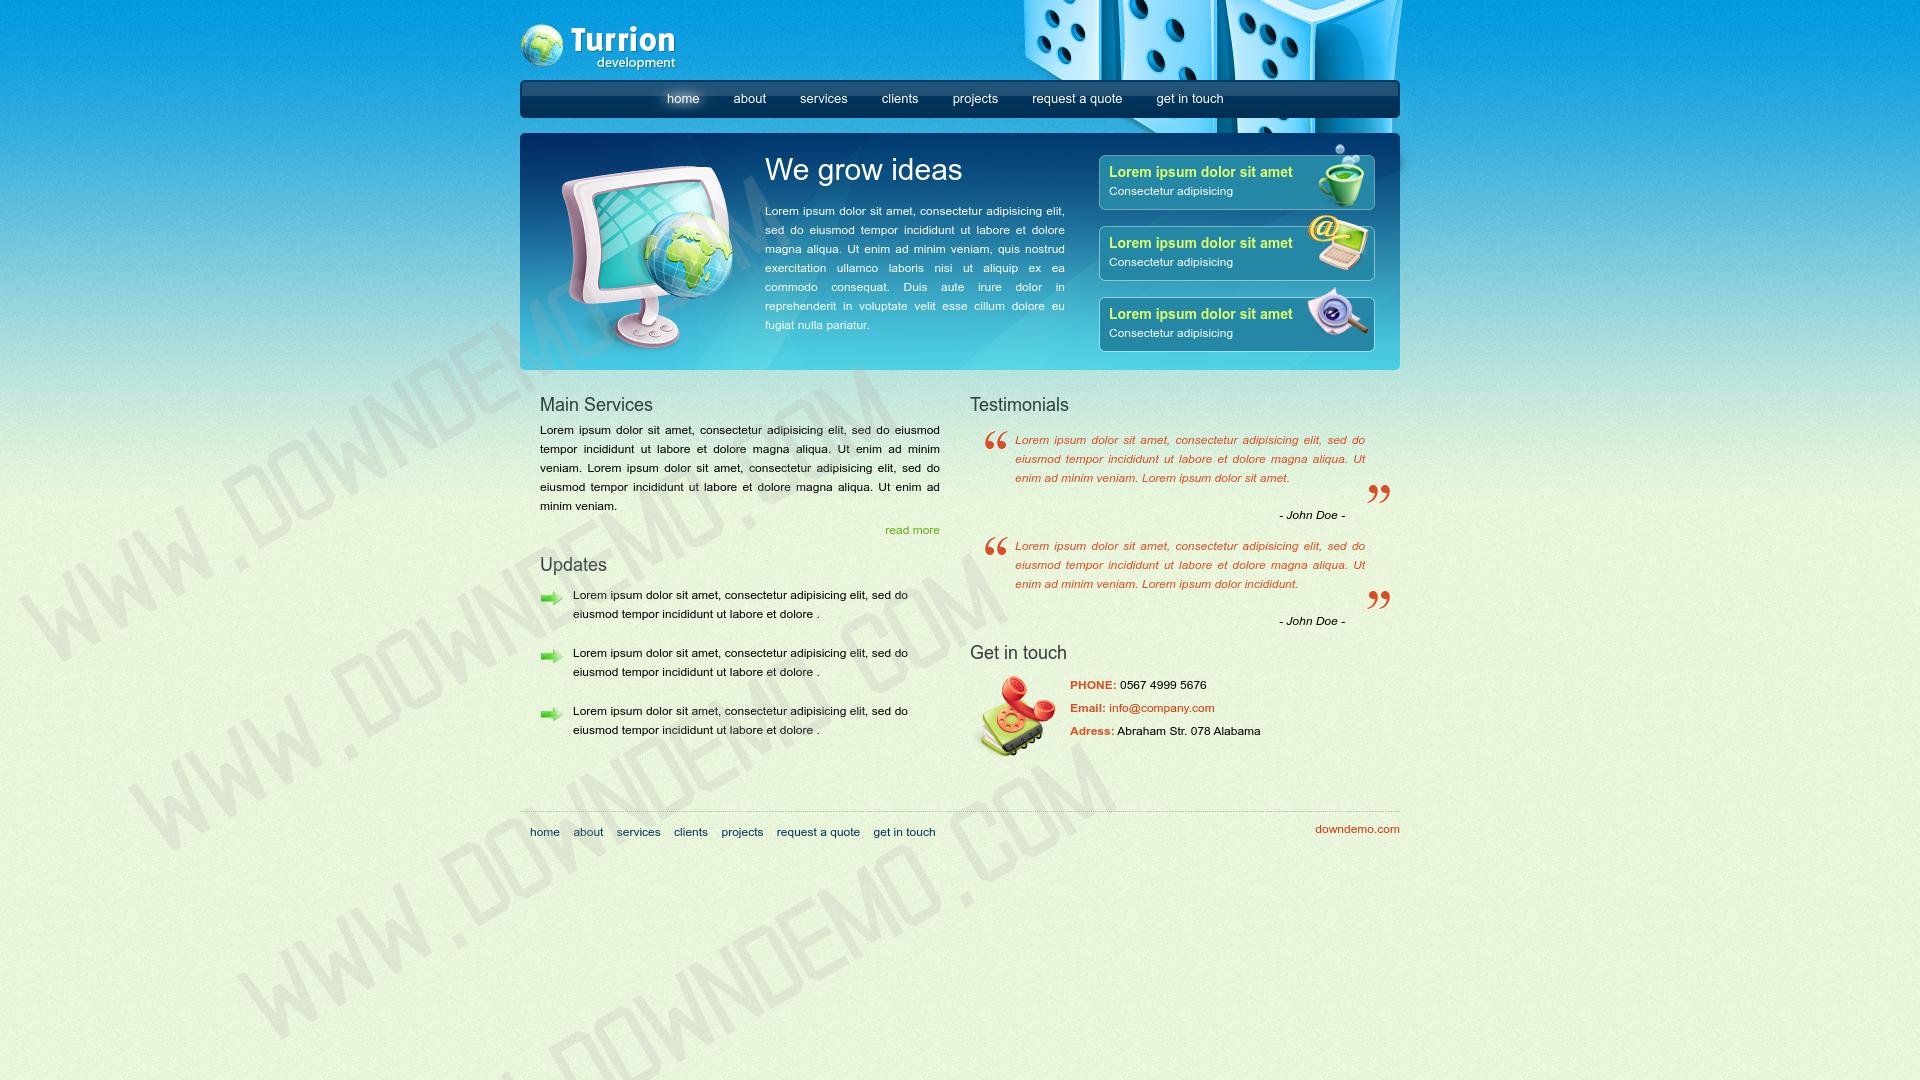 Turrion
development
home about services clients projects request a quote get in touch
We grow ideas
Lorem ipsum dolor sit amet, consectetur adipisicing elit,
sed do eiusmod tempor incididunt ut labore et dolore
magna aliqua. Ut enim ad minim veniam, quis nostrud
exercitation ullamco laboris nisi ut aliquip ex ea
commodo consequat. Duis aute irure dolor in
reprehenderit in voluptate velit esse cillum dolore eu
fugiat nulla pariatur.
Lorem ipsum dolor sit amet
Consectetur adipisicing
Lorem ipsum dolor sit amet
Consectetur adipisicing
Lorem ipsum dolor sit amet
Consectetur adipisicing
Main Services
Lorem ipsum dolor sit amet, consectetur adipisicing elit, sed do eiusmod
tempor incididunt ut labore et dolore magna aliqua. Ut enim ad minim
veniam. Lorem ipsum dolor sit amet, consectetur adipisicing elit, sed do
eiusmod tempor incididunt ut labore et dolore magna aliqua. Ut enim ad
minim veniam.
read more
Updates
Lorem ipsum dolor sit amet, consectetur adipisicing elit, sed do
eiusmod tempor incididunt ut labore et dolore .
Lorem ipsum dolor sit amet, consectetur adipisicing elit, sed do
eiusmod tempor incididunt ut labore et dolore .
Lorem ipsum dolor sit amet, consectetur adipisicing elit, sed do
eiusmod tempor incididunt ut labore et dolore .
Testimonials
“ Lorem ipsum dolor sit amet, consectetur adipisicing elit, sed do
eiusmod tempor incididunt ut labore et dolore magna aliqua. Ut
enim ad minim veniam. Lorem ipsum dolor sit amet. ”
- John Doe -
“ Lorem ipsum dolor sit amet, consectetur adipisicing elit, sed do
eiusmod tempor incididunt ut labore et dolore magna aliqua. Ut
enim ad minim veniam. Lorem ipsum dolor incididunt. ”
- John Doe -
Get in touch
PHONE: 0567 4999 5676
Email: info@company.com
Adress: Abraham Str. 078 Alabama
home about services clients projects request a quote get in touch
downdemo.com
WWW.DOWNDEMO.COM
WWW.DOWNDEMO.COM
WWW.DOWNDEMO.COM
.DOWNDEMO.COM